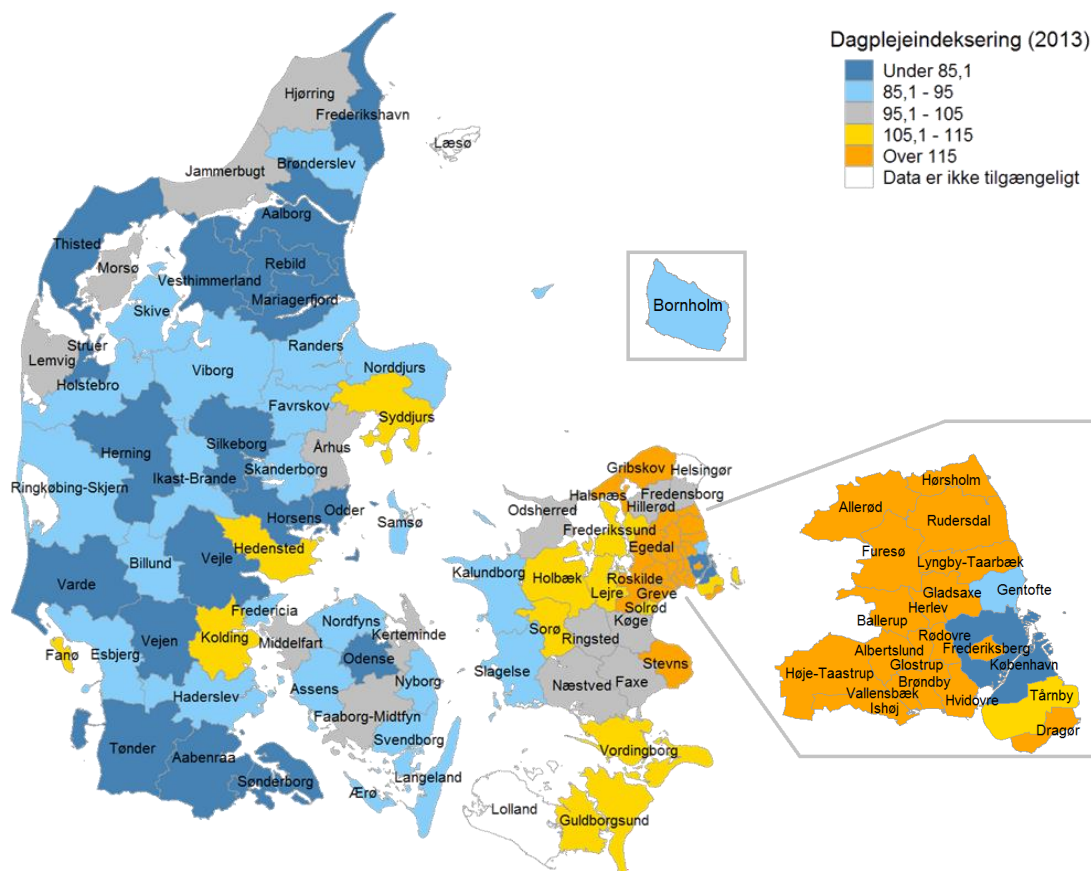 Dagplejeindeksering (2013)
Under 85,1
85,1 - 95
95,1 - 105
105,1 - 115
Over 115
Data er ikke tilgængeligt
Hjørring
Frederikshavn
Læsø
Brønderslev
Jammerbugt
Aalborg
Thisted
Rebild
Morsø
Vesthimmerland
Mariagerfjord
Skive
Bornholm
Struer
Randers
Lemvig
Viborg
Norddjurs
Holstebro
Favrskov
Syddjurs
Silkeborg
Århus
Herning
Skanderborg
Ikast-Brande
Ringkøbing-Skjern
Odder
Horsens
Samsø
Hedensted
Billund
Vejle
Varde
Fredericia
Kolding
Vejen
Fanø
Esbjerg
Haderslev
Tønder
Aabenraa
Sønderborg
Nordfyns
Middelfart
Kerteminde
Odense
Assens
Nyborg
Faaborg-Midtfyn
Svendborg
Langeland
Ærø
Gribskov
Helsingør
Halsnæs
Fredensborg
Hillerød
Odsherred
Frederikssund
Egedal
Kalundborg
Holbæk
Roskilde
Lejre
Greve
Solrød
Køge
Sorø
Ringsted
Stevns
Slagelse
Næstved
Faxe
Vordingborg
Lolland
Guldborgsund
Hørsholm
Allerød
Rudersdal
Furesø
Lyngby-Taarbæk
Gladsaxe
Gentofte
Herlev
Ballerup
Rødovre
Frederiksberg
Albertslund
København
Glostrup
Høje-Taastrup
Brøndby
Vallensbæk
Hvidovre
Ishøj
Tårnby
Dragør